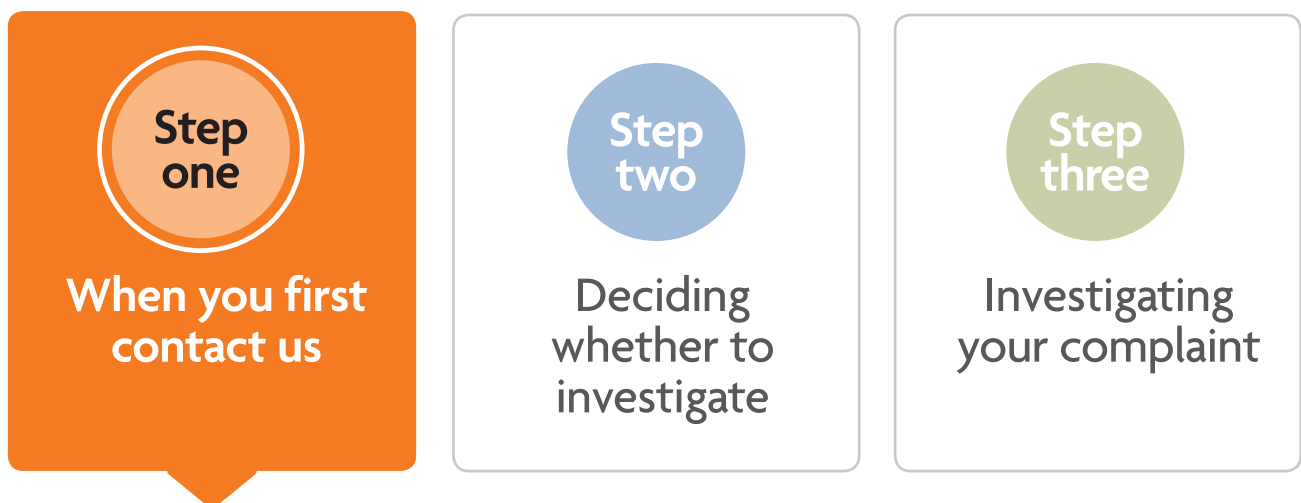 Step
one
When you first
contact us
Step
two
Deciding
whether to
investigate
Step
three
Investigating
your complaint